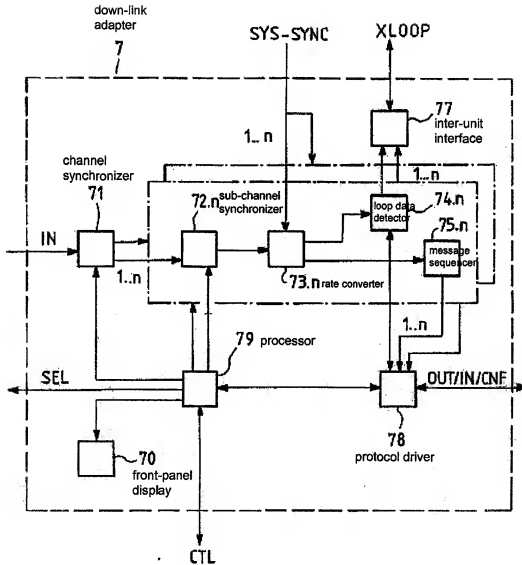 down-link
adapter
7
SYS-SYNC
XLOOP
77
inter-unit
interface
1...n
1...n
channel
synchronizer
71
72.n
sub-channel
synchronizer
74.n
loop data
detector
75.n
message
sequencer
IN
1..n
73.n rate converter
1..n
79 processor
SEL
OUT/IN/CNF
78
protocol driver
70
front-panel
display
CTL